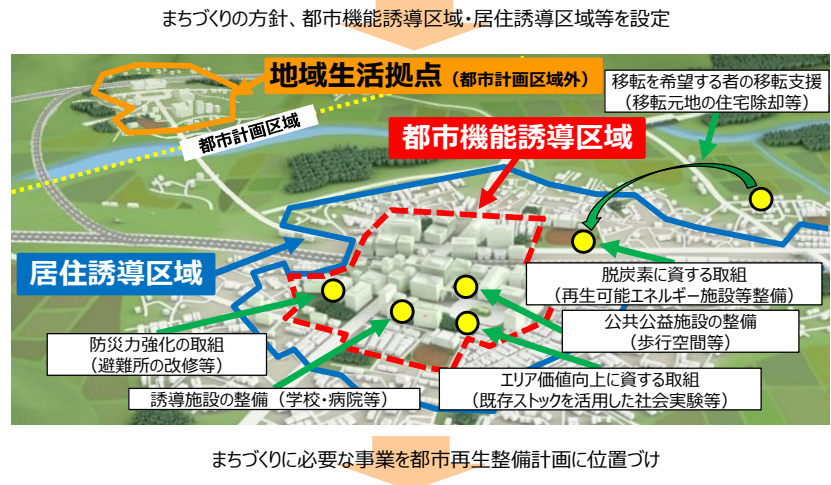 まちづくりの方針、都市機能誘導区域・居住誘導区域等を設定
地域生活拠点（都市計画区域外）
移転を希望する者の移転支援
（移転元地の住宅除却等）
都市計画区域
都市機能誘導区域
居住誘導区域
脱炭素に資する取組
（再生可能エネルギー施設等整備）
公共公益施設の整備
（歩行空間等）
防災力強化の取組
（避難所の改修等）
エリア価値向上に資する取組
（既存ストックを活用した社会実験等）
誘導施設の整備（学校・病院等）
まちづくりに必要な事業を都市再生整備計画に位置づけ